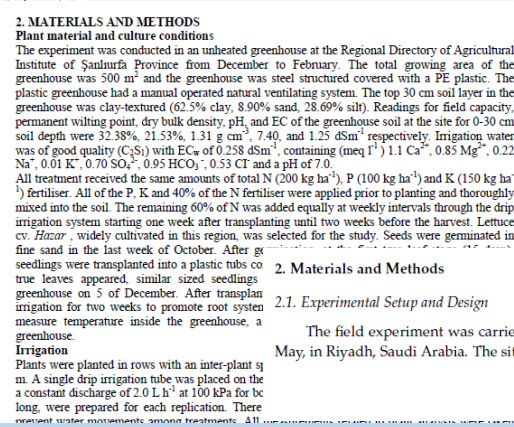 2. MATERIALS AND METHODS
Plant material and culture conditions
The experiment was conducted in an unheated greenhouse at the Regional Directory of Agricultural
Institute of Şanlıurfa Province from December to February. The total growing area of the
greenhouse was 500 m² and the greenhouse was steel structured covered with a PE plastic. The
plastic greenhouse had a manual operated natural ventilating system. The top 30 cm soil layer in the
greenhouse was clay-textured (62.5% clay, 8.90% sand, 28.69% silt). Readings for field capacity,
permanent wilting point, dry bulk density, pH, and EC of the greenhouse soil at the site for 0-30 cm
soil depth were 32.38%, 21.53%, 1.31 g cm⁻³, 7.40, and 1.25 dSm⁻¹ respectively. Irrigation water
was of good quality (C₂S₁) with ECw of 0.258 dSm⁻¹, containing (meq l⁻¹) 1.1 Ca²⁺, 0.85 Mg²⁺, 0.22
Na⁺, 0.01 K⁺, 0.70 SO₄⁻², 0.95 HCO₃⁻, 0.53 Cl⁻ and a pH of 7.0.
All treatment received the same amounts of total N (200 kg ha⁻¹), P (100 kg ha⁻¹) and K (150 kg ha⁻
¹) fertiliser. All of the P, K and 40% of the N fertiliser were applied prior to planting and thoroughly
mixed into the soil. The remaining 60% of N was added equally at weekly intervals through the drip
irrigation system starting one week after transplanting until two weeks before the harvest. Lettuce
cv. Hazar , widely cultivated in this region, was selected for the study. Seeds were germinated in
fine sand in the last week of October. After
seedlings were transplanted into a plastic tubs
true leaves appeared, similar sized seedlings
greenhouse on 5 of December. After
irrigation for two weeks to promote root
measure temperature inside the greenhouse, a
greenhouse.
Irrigation
Plants were planted in rows with an inter-plant
m. A single drip irrigation tube was placed on the
a constant discharge of 2.0 L h⁻¹ at 100 kPa for
long, were prepared for each replication. There
prevent water movements among treatments. All
2. Materials and Methods
2.1. Experimental Setup and Design
The field experiment was
May, in Riyadh, Saudi Arabia. The